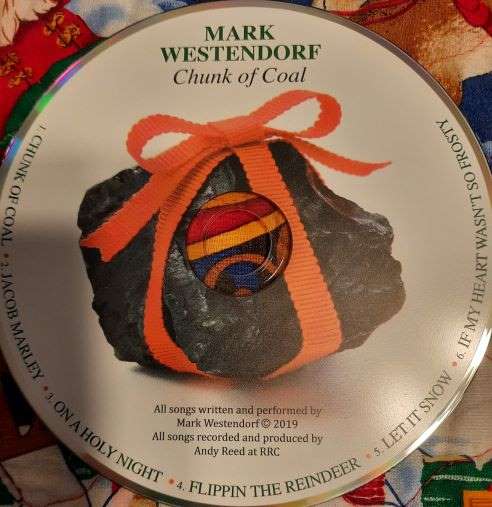 MARK
WESTENDORF
Chunk of Coal
1. CHUNK OF COAL • 2. JACOB MARLEY • 3. ON A HOLY NIGHT • 4. FLIPPIN THE REINDEER • 5. LET IT SNOW • 6. IF MY HEART WASN'T SO FROSTY
All songs written and performed by
Mark Westendorf © 2019
All songs recorded and produced by
Andy Reed at RRC